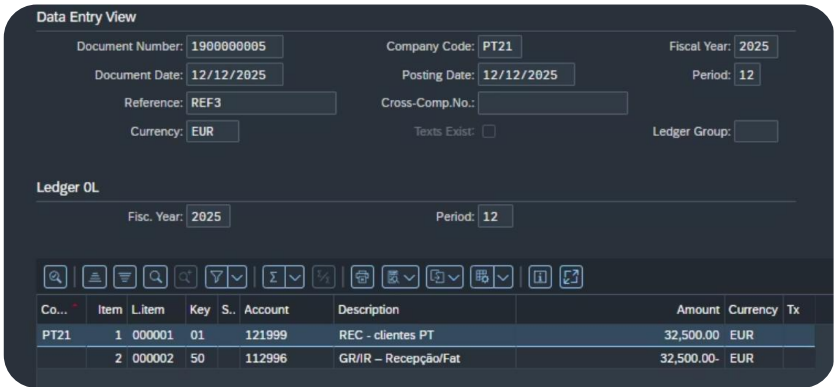 Data Entry View
Document Number: 1900000005 Company Code: PT21 Fiscal Year: 2025
Document Date: 12/12/2025 Posting Date: 12/12/2025 Period: 12
Reference: REF3 Cross-Comp.No.:
Currency: EUR Texts Exist: Ledger Group:
Ledger 0L
Fisc. Year: 2025 Period: 12
Co... Item L.item Key S.. Account Description Amount Currency Tx
PT21 1 000001 01 121999 REC - clientes PT 32,500.00 EUR
2 000002 50 112996 GR/IR – Recepção/Fat 32,500.00- EUR